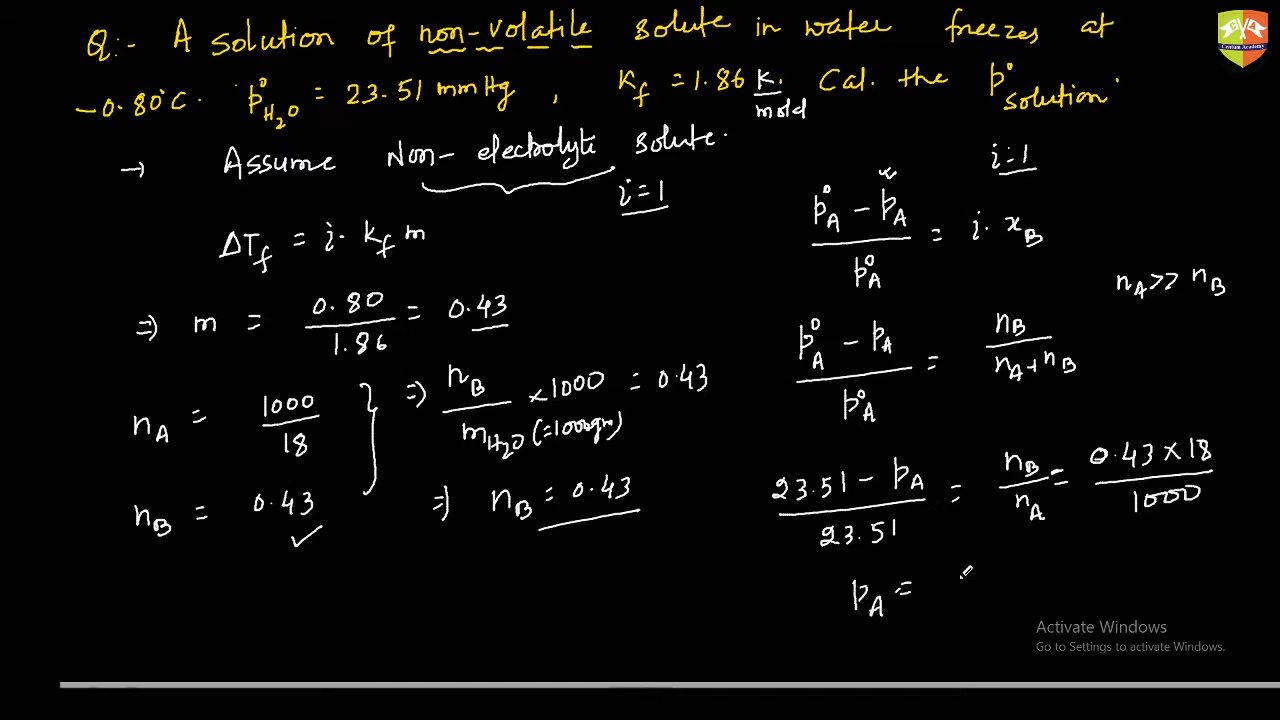 Q:- A solution of non-volatile solute in water freezes at
-0.80°C. p°H₂O = 23.51 mmHg, Kf = 1.86 K. Cal. the p°solution.
molal
→ Assume Non-electrolyte solute.
i=1
ΔTf = i. Kf m
⇒ m = 0.80/1.86 = 0.43
nA = 1000/18
nB = 0.43 ✓
⇒ nB/mH₂O(=1000gm) × 1000 = 0.43
⇒ nB = 0.43
i=1
p°A - pA / p°A = i. xB
nA >> nB
p°A - pA / p°A = nB / nA + nB
23.51 - pA / 23.51 = nB/nA = 0.43 × 18 / 1000
pA =
Centum Academy
Activate Windows
Go to Settings to activate Windows.